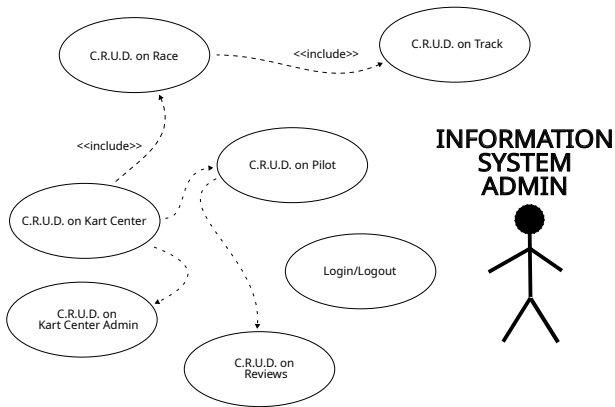 C.R.U.D. on Race
<<include>>
C.R.U.D. on Track
<<include>>
C.R.U.D. on Pilot
INFORMATION
SYSTEM
ADMIN
C.R.U.D. on Kart Center
Login/Logout
C.R.U.D. on
Kart Center Admin
C.R.U.D. on
Reviews